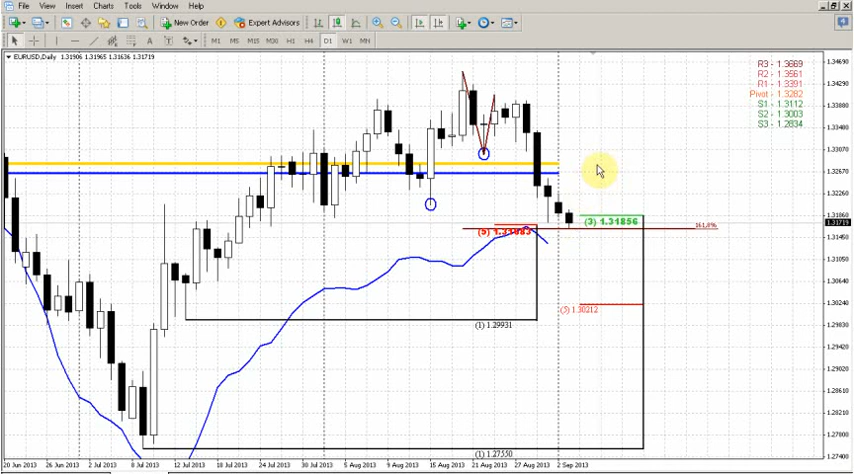 File View Insert Charts Tools Window Help
New Order Expert Advisors
A T M1 M5 M15 M30 H1 H4 D1 W1 MN
EURUSD,Daily 1.31906 1.31965 1.31636 1.31719
R3 - 1.3669
R2 - 1.3561
R1 - 1.3391
Pivot - 1.3282
S1 - 1.3112
S2 - 1.3003
S3 - 1.2834
1.34690
1.34290
1.33880
1.33480
1.33070
1.32670
1.32260
1.31860
1.31719
1.31450
1.30640
1.30240
1.29830
1.29430
1.29020
1.28620
1.28210
1.27800
1.27400
(3) 1.31856
161.8%
(5) 1.30212
(1) 1.29931
(1) 1.27550
20 Jun 2013 26 Jun 2013 2 Jul 2013 8 Jul 2013 12 Jul 2013 18 Jul 2013 24 Jul 2013 30 Jul 2013 5 Aug 2013 9 Aug 2013 15 Aug 2013 21 Aug 2013 27 Aug 2013 2 Sep 2013